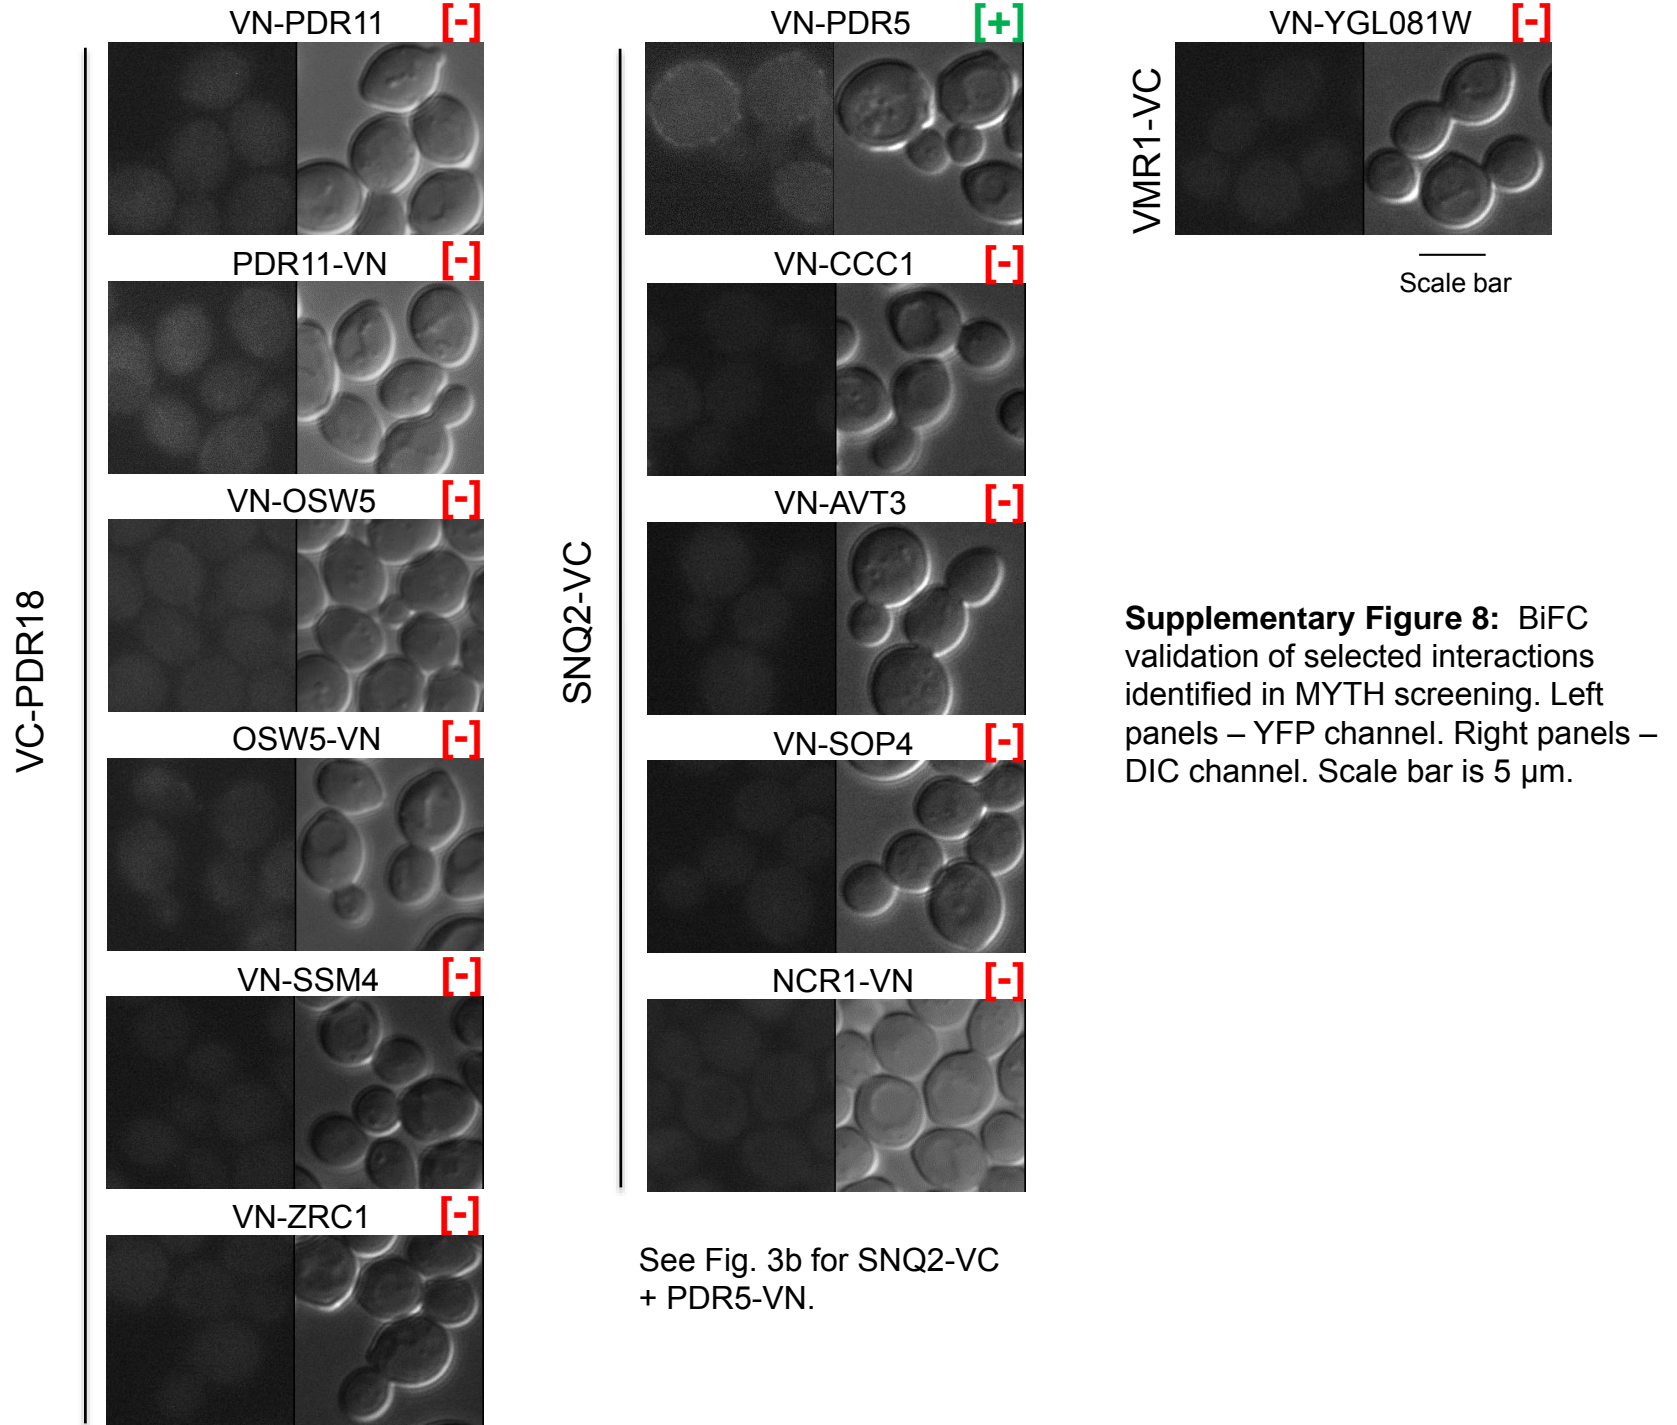 VC-PDR18
VN-PDR11 [-]
PDR11-VN [-]
VN-OSW5 [-]
OSW5-VN [-]
VN-SSM4 [-]
VN-ZRC1 [-]
SNQ2-VC
VN-PDR5 [+]
VN-CCC1 [-]
VN-AVT3 [-]
VN-SOP4 [-]
NCR1-VN [-]
See Fig. 3b for SNQ2-VC
+ PDR5-VN.
VMR1-VC
VN-YGL081W [-]
Scale bar
Supplementary Figure 8: BiFC
validation of selected interactions
identified in MYTH screening. Left
panels – YFP channel. Right panels –
DIC channel. Scale bar is 5 µm.